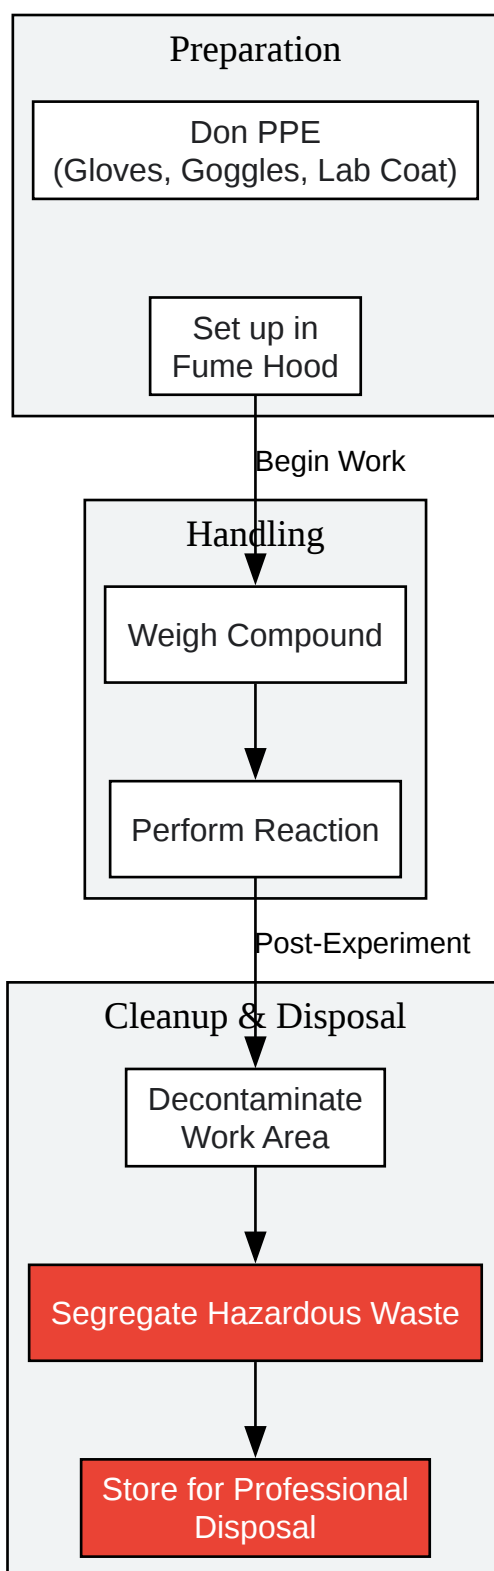 Preparation
Don PPE
(Gloves, Goggles, Lab Coat)
Set up in
Fume Hood
Begin Work
Handling
Weigh Compound
Perform Reaction
Post-Experiment
Cleanup & Disposal
Decontaminate
Work Area
Segregate Hazardous Waste
Store for Professional
Disposal